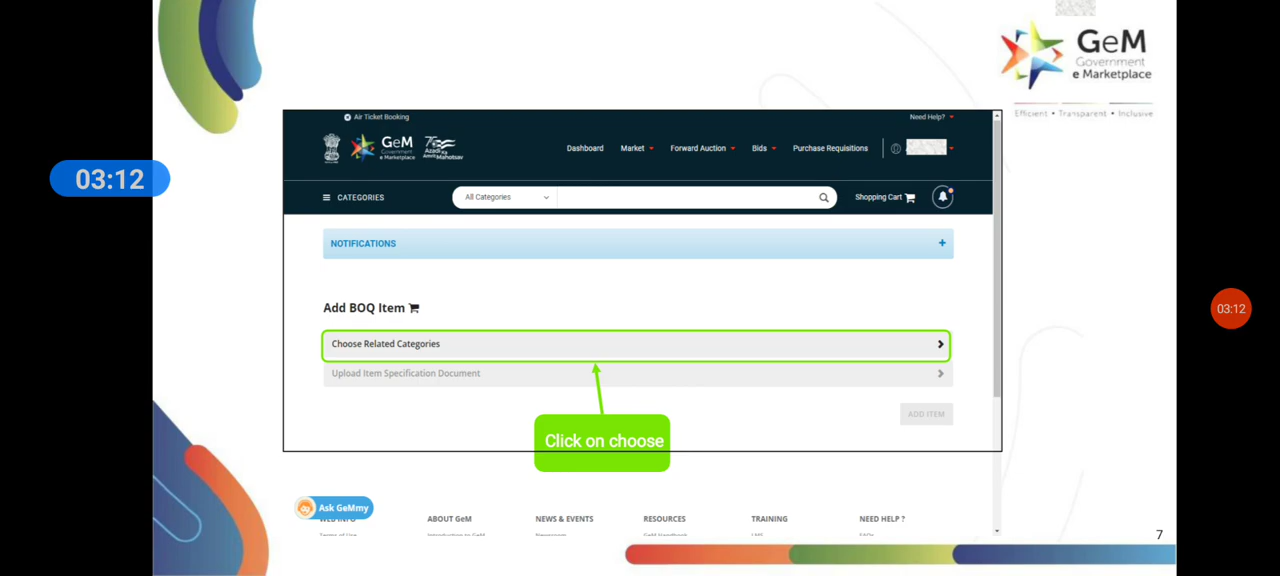 GeM
Government
e Marketplace
Efficient • Transparent • Inclusive
Air Ticket Booking
Need Help?
GeM
Government
e Marketplace
Azadi Ka
Amrit Mahotsav
Dashboard Market Forward Auction Bids Purchase Requisitions
03:12
CATEGORIES
All Categories
Shopping Cart
NOTIFICATIONS
+
Add BOQ Item
03:12
Choose Related Categories
Upload Item Specification Document
ADD ITEM
Click on choose
Ask GeMmy
ABOUT GeM NEWS & EVENTS RESOURCES TRAINING NEED HELP ?
7